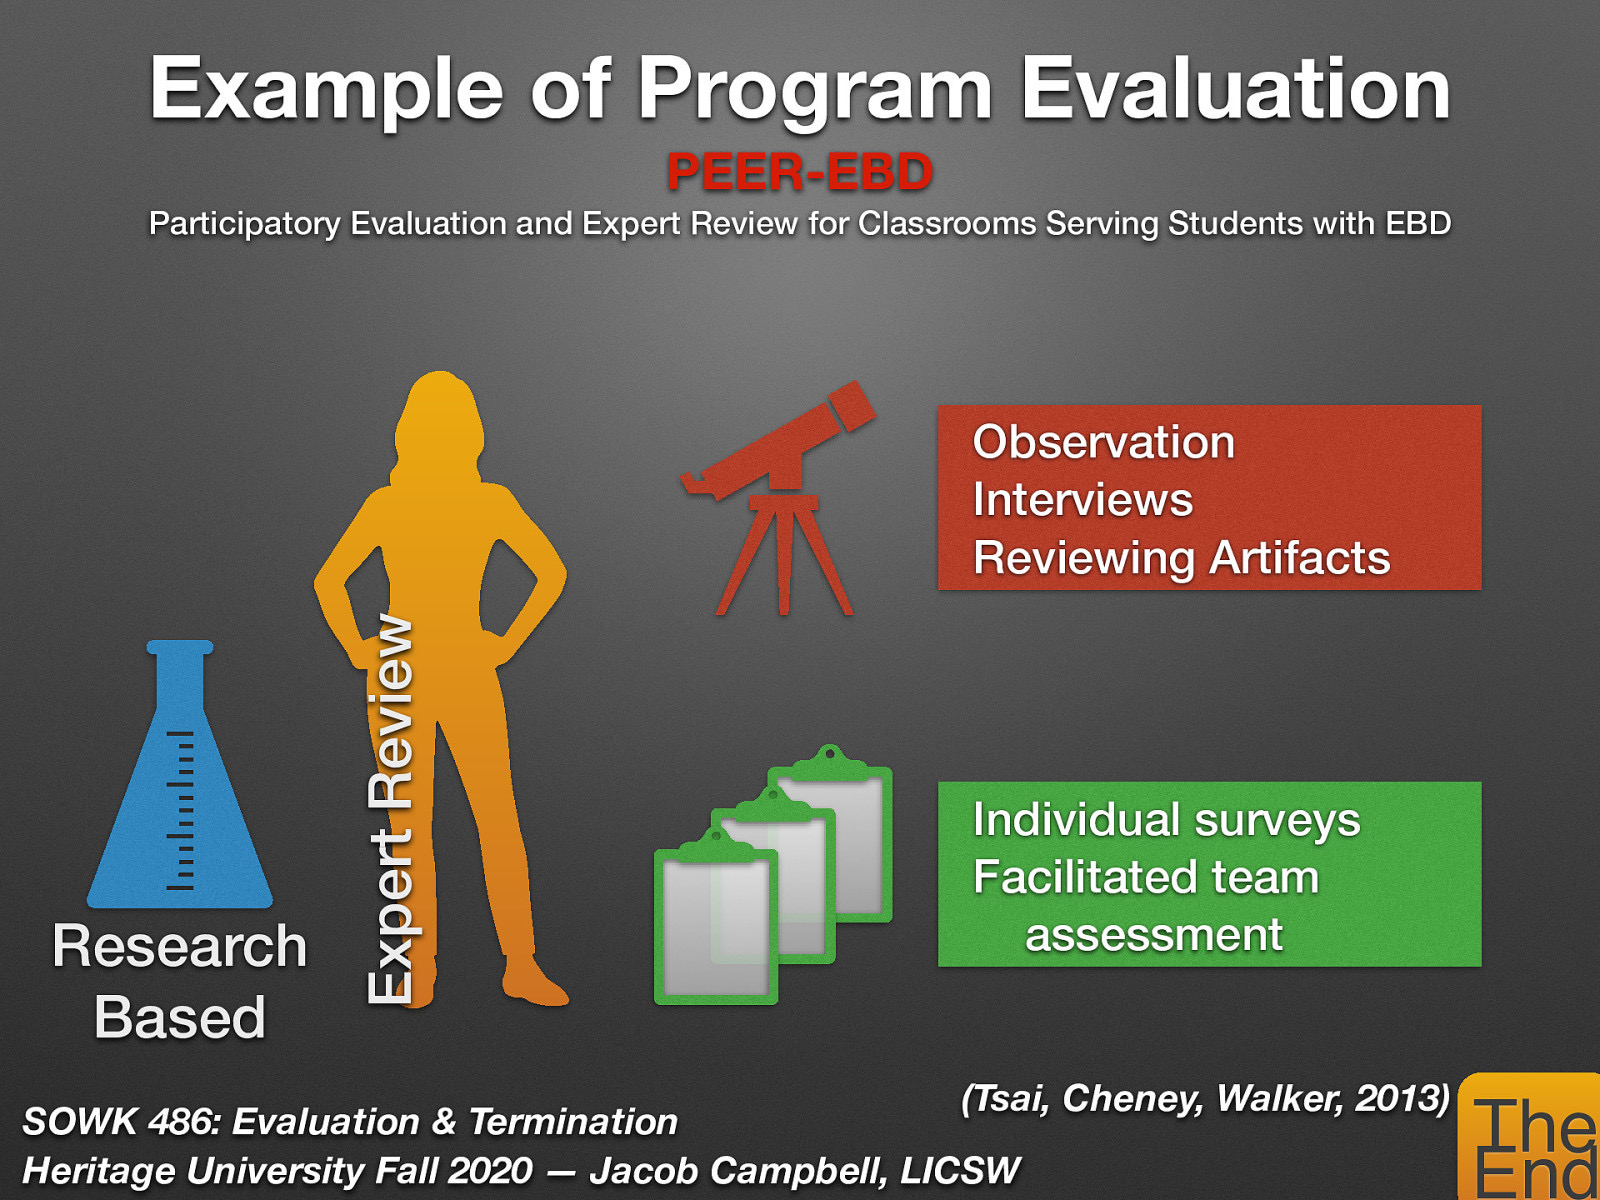 Example of Program Evaluation
PEER-EBD
Participatory Evaluation and Expert Review for Classrooms Serving Students with EBD
Observation
Interviews
Reviewing Artifacts
Expert Review
Research
Based
Individual surveys
Facilitated team
assessment
(Tsai, Cheney, Walker, 2013)
SOWK 486: Evaluation & Termination
Heritage University Fall 2020 — Jacob Campbell, LICSW
The
End